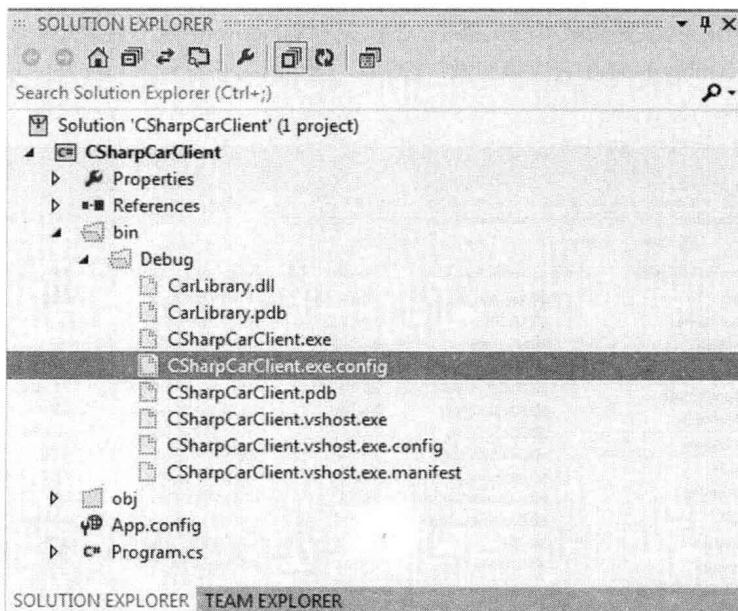 SOLUTION EXPLORER
Search Solution Explorer (Ctrl+;)
Solution 'CSharpCarClient' (1 project)
C# CSharpCarClient
Properties
References
bin
Debug
CarLibrary.dll
CarLibrary.pdb
CSharpCarClient.exe
CSharpCarClient.exe.config
CSharpCarClient.pdb
CSharpCarClient.vshost.exe
CSharpCarClient.vshost.exe.config
CSharpCarClient.vshost.exe.manifest
obj
App.config
C# Program.cs
SOLUTION EXPLORER TEAM EXPLORER